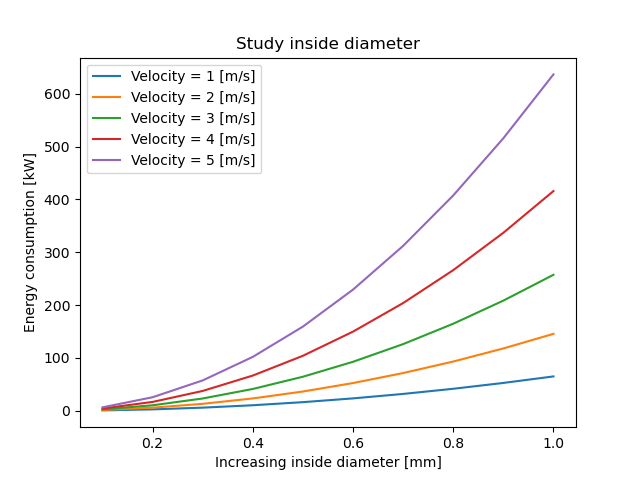 Study inside diameter
Velocity = 1 [m/s]
Velocity = 2 [m/s]
Velocity = 3 [m/s]
Velocity = 4 [m/s]
Velocity = 5 [m/s]
Energy consumption [kW]
600
500
400
300
200
100
0
0.2 0.4 0.6 0.8 1.0
Increasing inside diameter [mm]